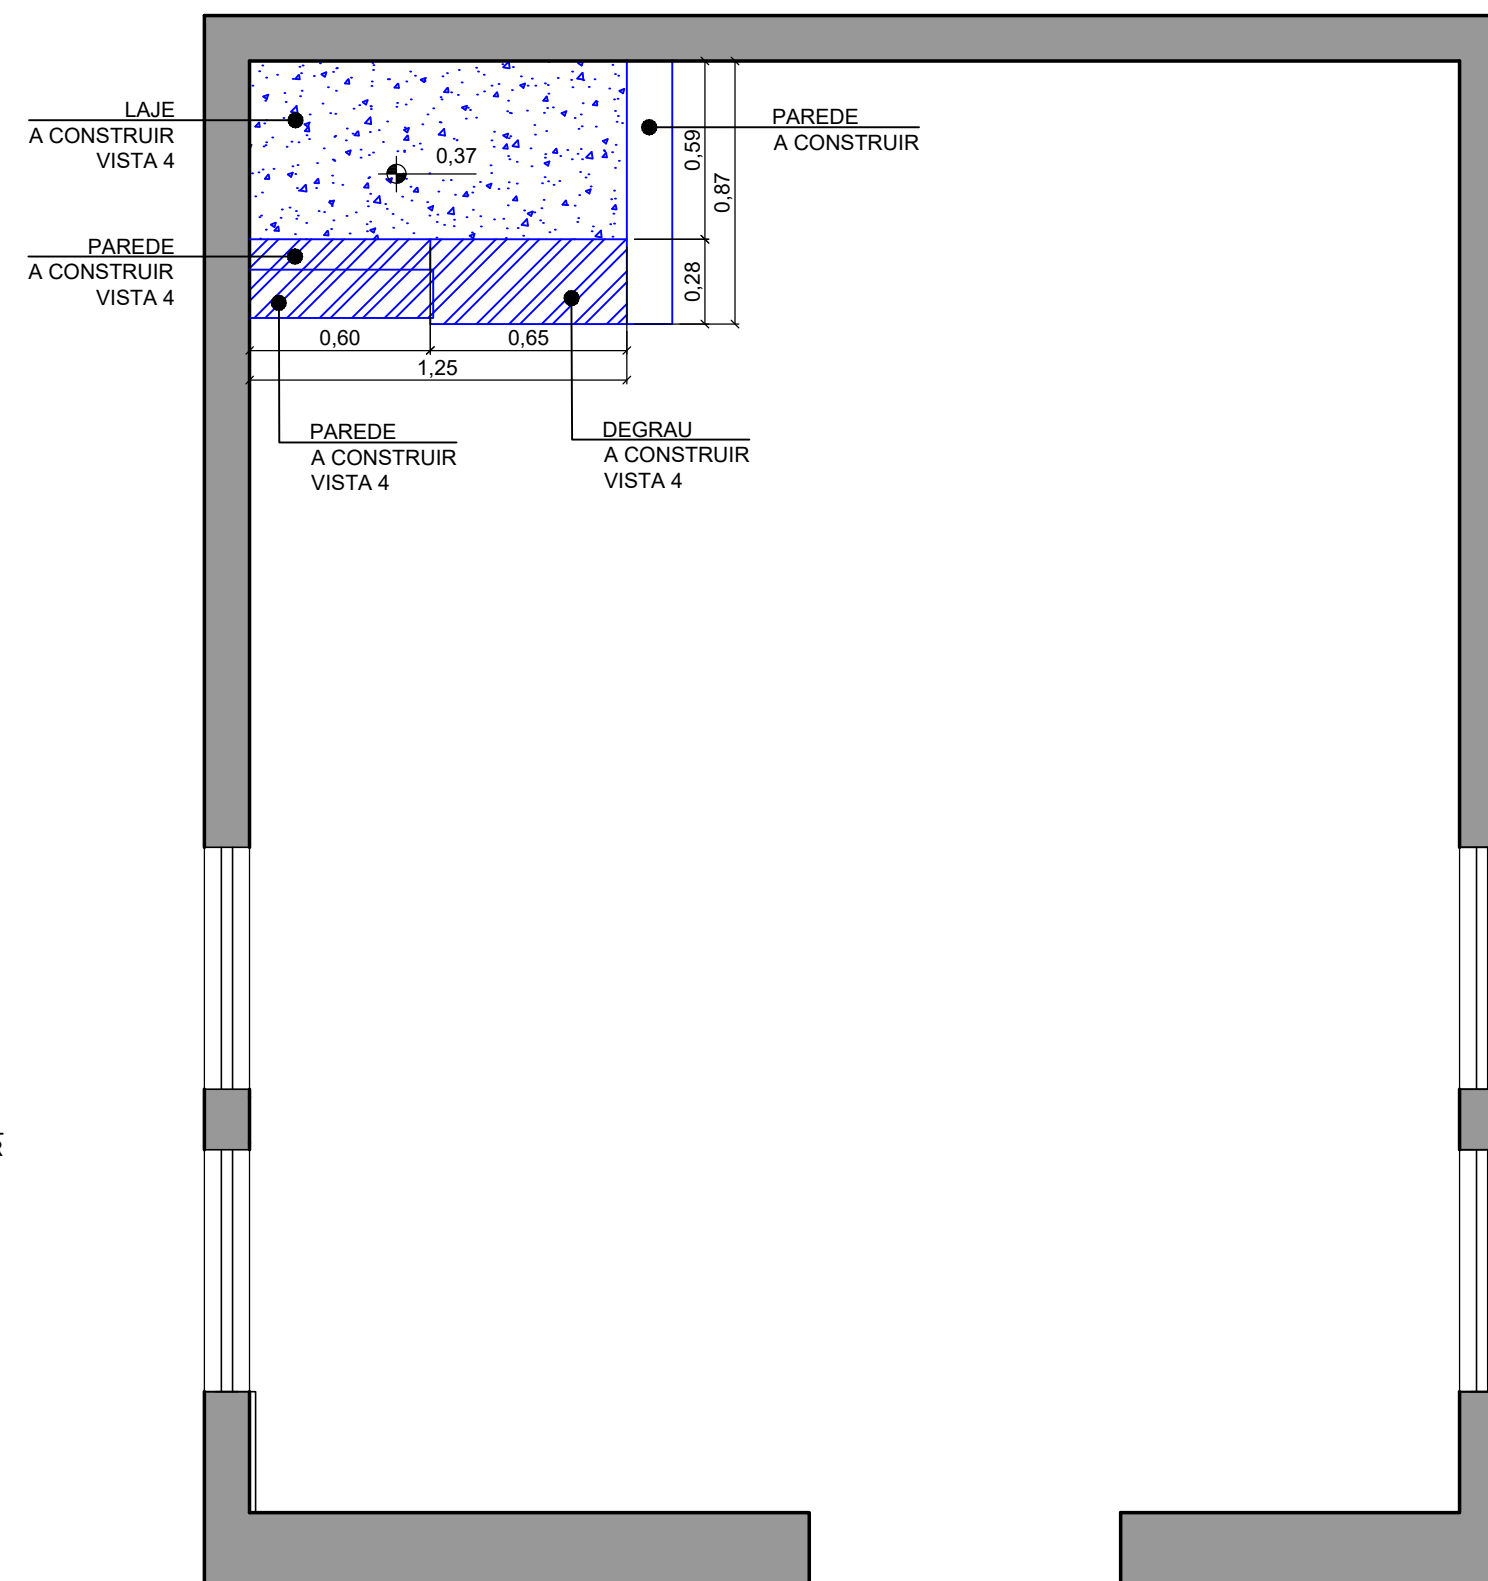 LAJE
A CONSTRUIR
VISTA 4
0,37
PAREDE
A CONSTRUIR
0,59
0,87
PAREDE
A CONSTRUIR
VISTA 4
0,28
0,60
0,65
1,25
PAREDE
A CONSTRUIR
VISTA 4
DEGRAU
A CONSTRUIR
VISTA 4
R